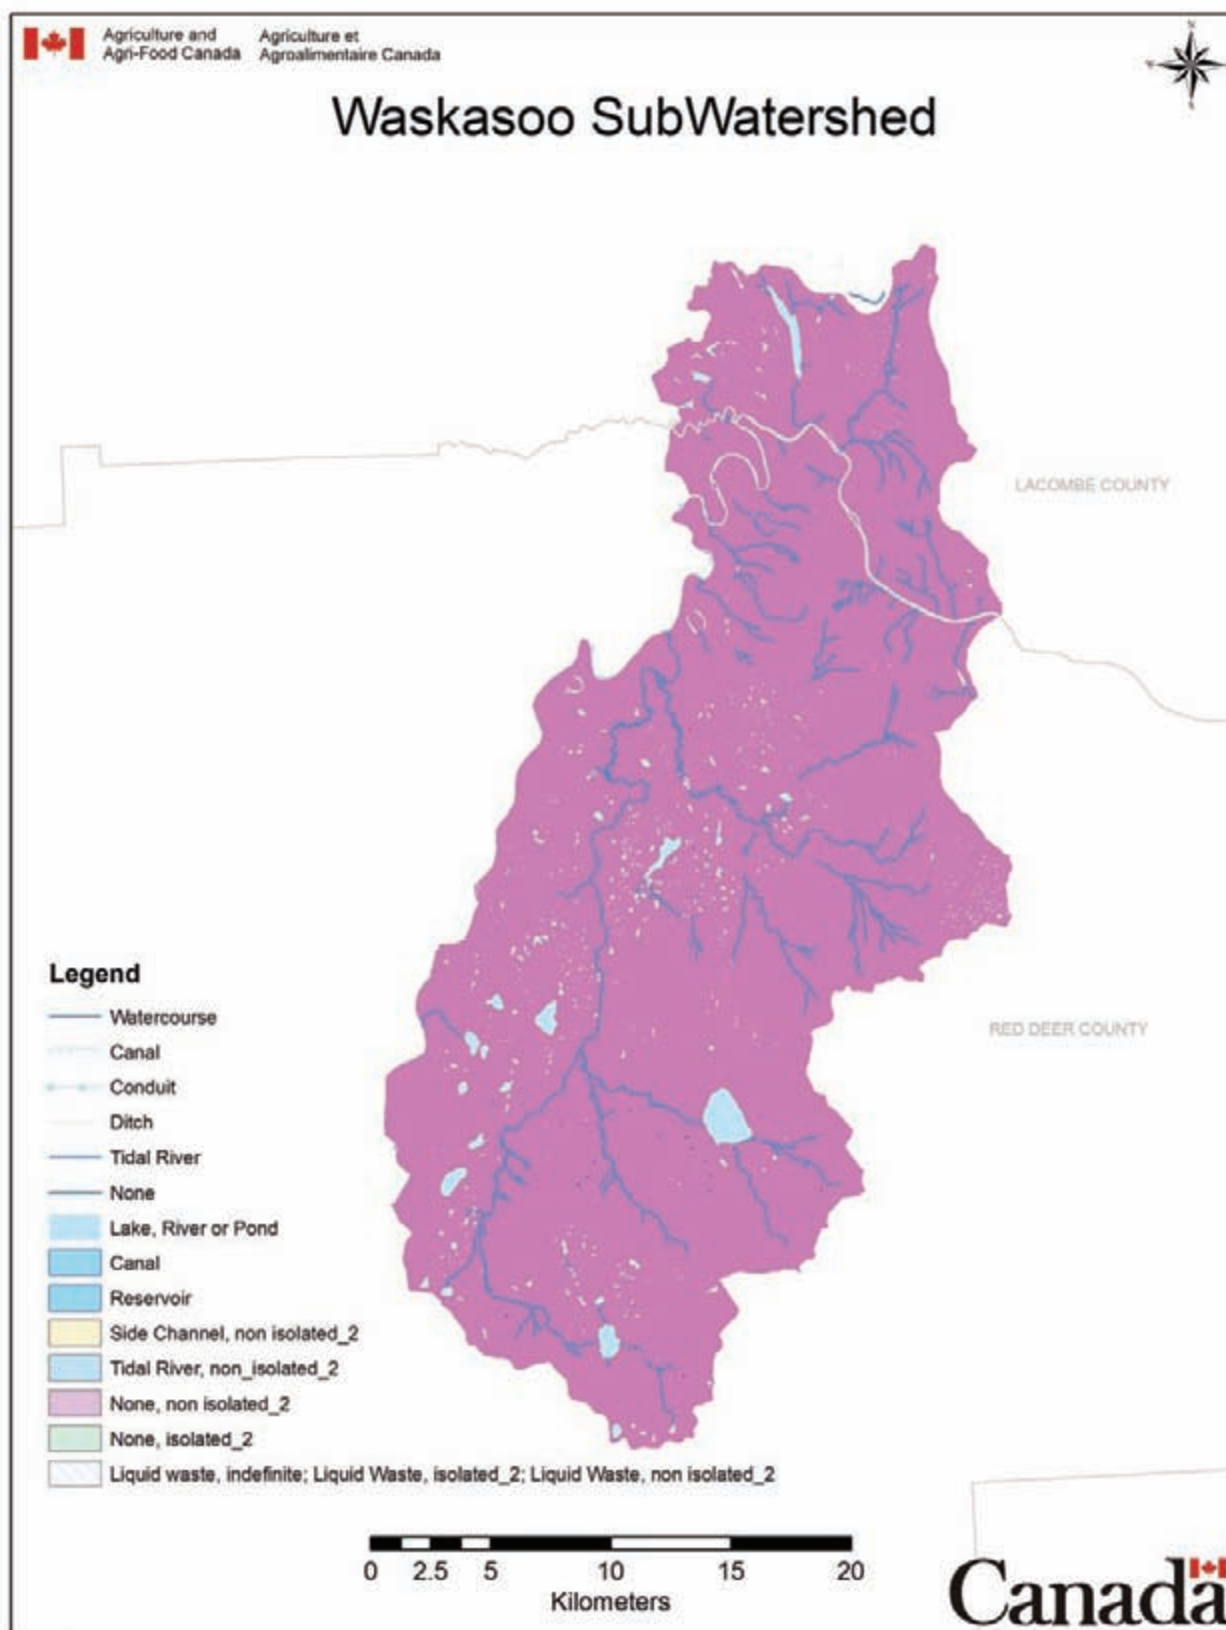 Agriculture and Agriculture et
Agri-Food Canada Agroalimentaire Canada
Waskasoo SubWatershed
LACOMBE COUNTY
RED DEER COUNTY
Legend
Watercourse
Canal
Conduit
Ditch
Tidal River
None
Lake, River or Pond
Canal
Reservoir
Side Channel, non isolated_2
Tidal River, non_isolated_2
None, non isolated_2
None, isolated_2
Liquid waste, indefinite; Liquid Waste, isolated_2; Liquid Waste, non isolated_2
0 2.5 5 10 15 20
Kilometers
Canada